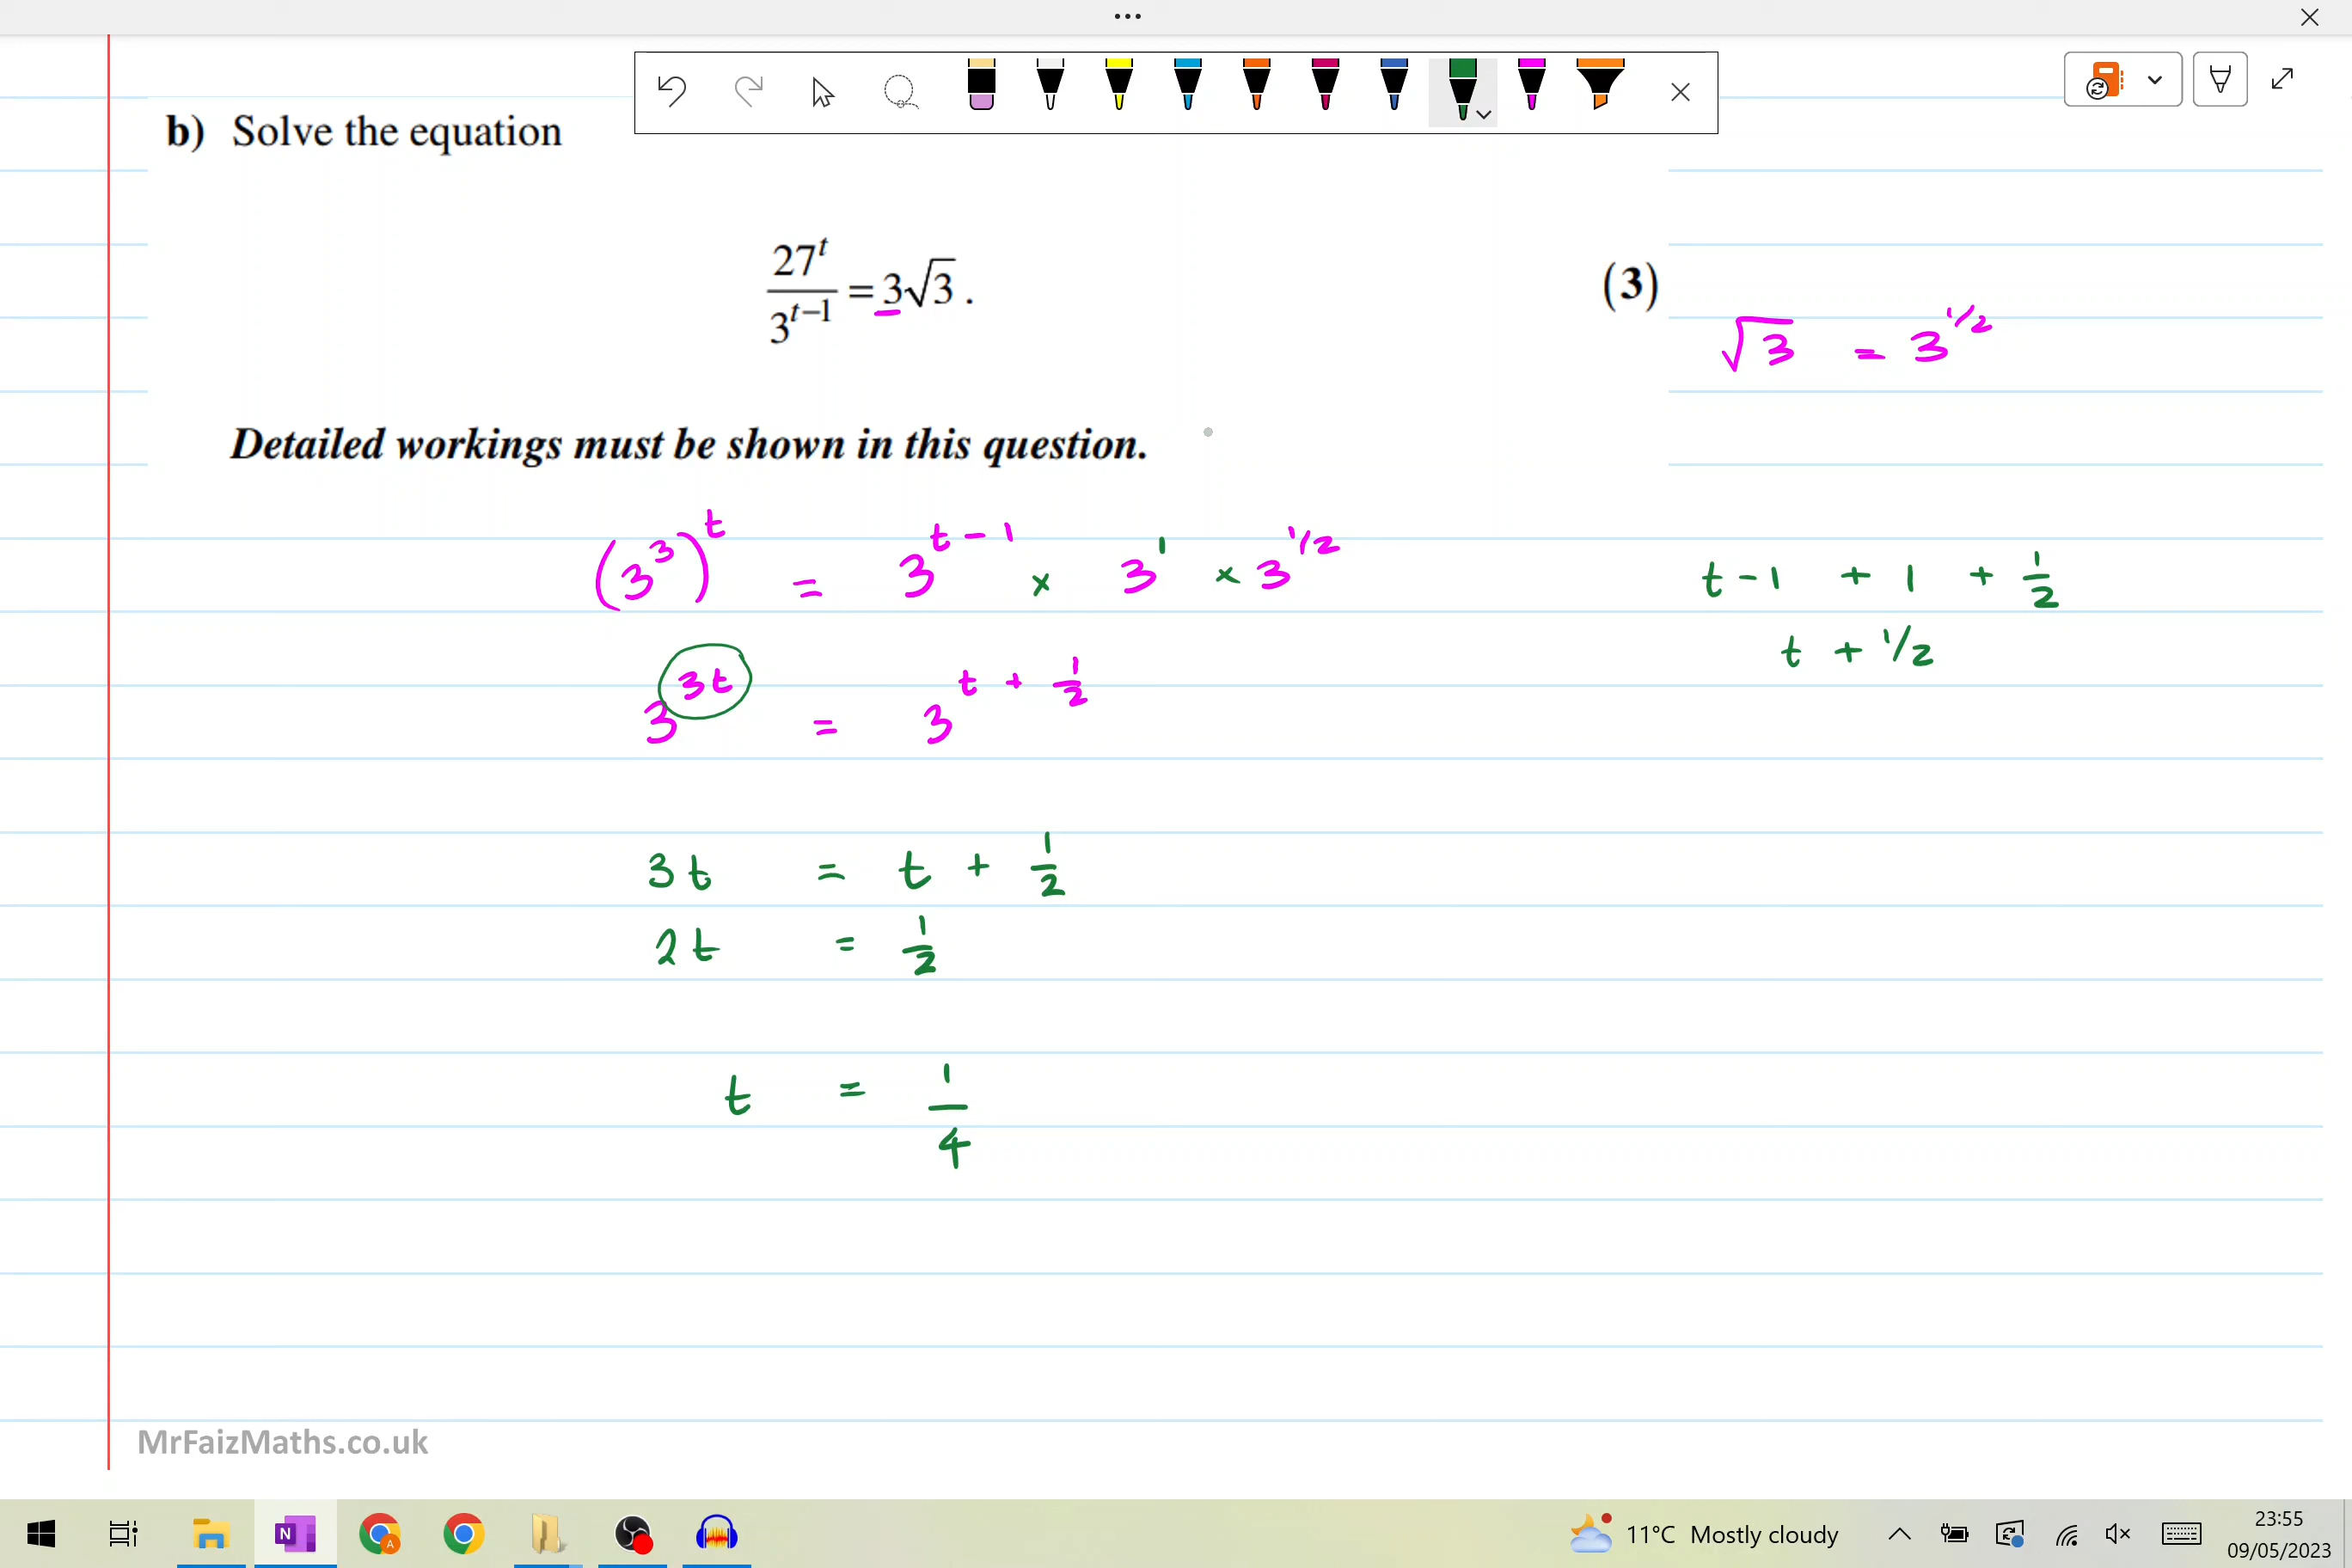 b) Solve the equation
27^t / 3^(t−1) = 3√3 .
(3)
√3 = 3^(1/2)
Detailed workings must be shown in this question.
(3^3)^t = 3^(t-1) × 3^1 × 3^(1/2)
t - 1 + 1 + 1/2
t + 1/2
3^(3t) = 3^(t + 1/2)
3t = t + 1/2
2t = 1/2
t = 1/4
MrFaizMaths.co.uk
N
A
11°C Mostly cloudy
23:55
09/05/2023